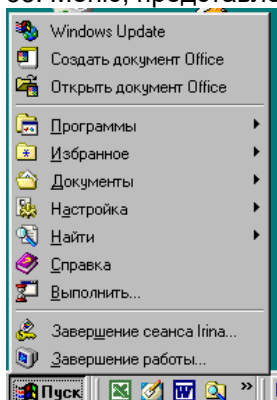 Windows Update
Создать документ Office
Открыть документ Office
Программы
Избранное
Документы
Настройка
Найти
Справка
Выполнить...
Завершение сеанса Irina...
Завершение работы...
Пуск »